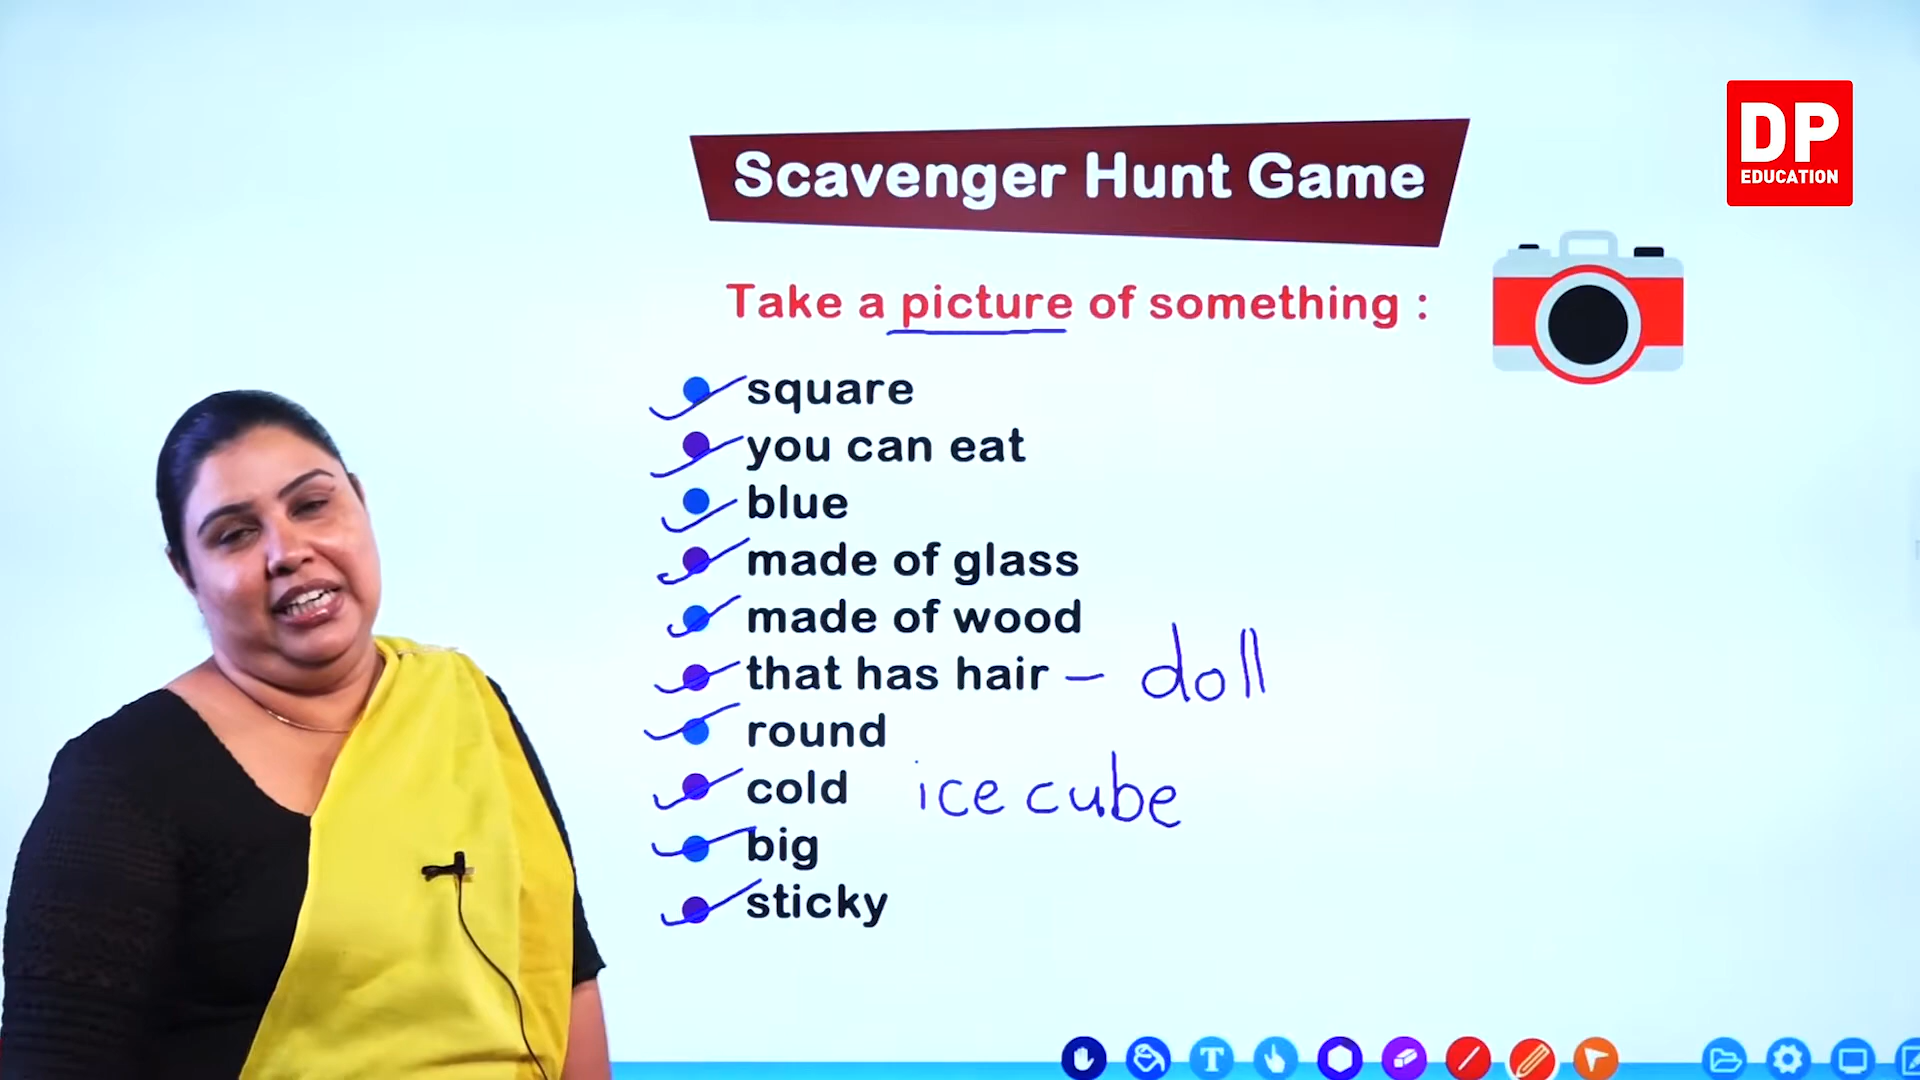 DP
EDUCATION
Scavenger Hunt Game
Take a picture of something :
square
you can eat
blue
made of glass
made of wood
that has hair – doll
round
cold ice cube
big
sticky
T